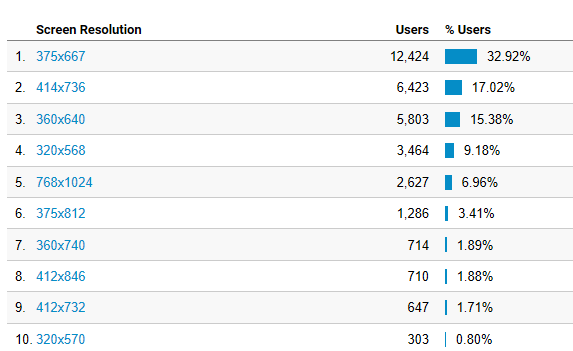 Screen Resolution Users % Users
1. 375x667 12,424 32.92%
2. 414x736 6,423 17.02%
3. 360x640 5,803 15.38%
4. 320x568 3,464 9.18%
5. 768x1024 2,627 6.96%
6. 375x812 1,286 3.41%
7. 360x740 714 1.89%
8. 412x846 710 1.88%
9. 412x732 647 1.71%
10. 320x570 303 0.80%